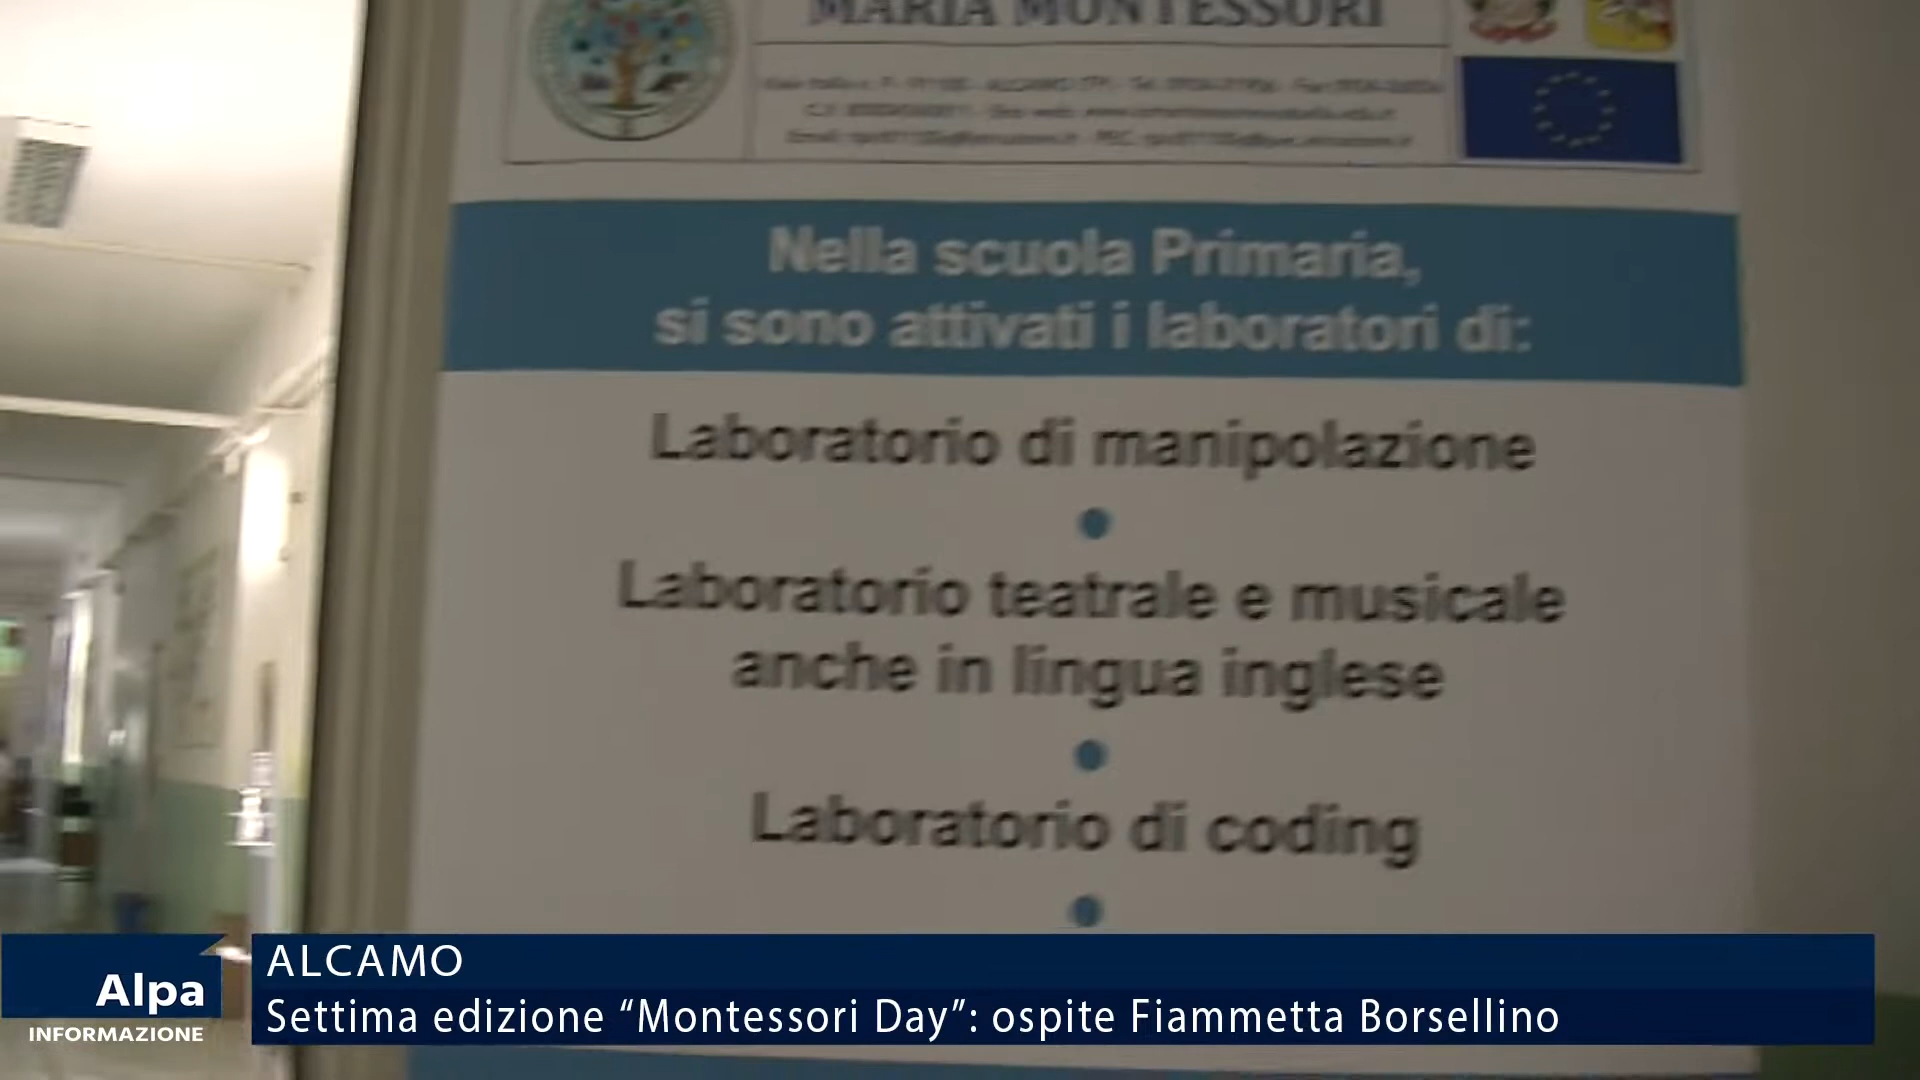 MARIA MONTESSORI
Nella scuola Primaria,
si sono attivati i laboratori di:
Laboratorio di manipolazione
Laboratorio teatrale e musicale
anche in lingua inglese
Laboratorio di coding
ALCAMO
Settima edizione “Montessori Day”: ospite Fiammetta Borsellino
Alpa
INFORMAZIONE